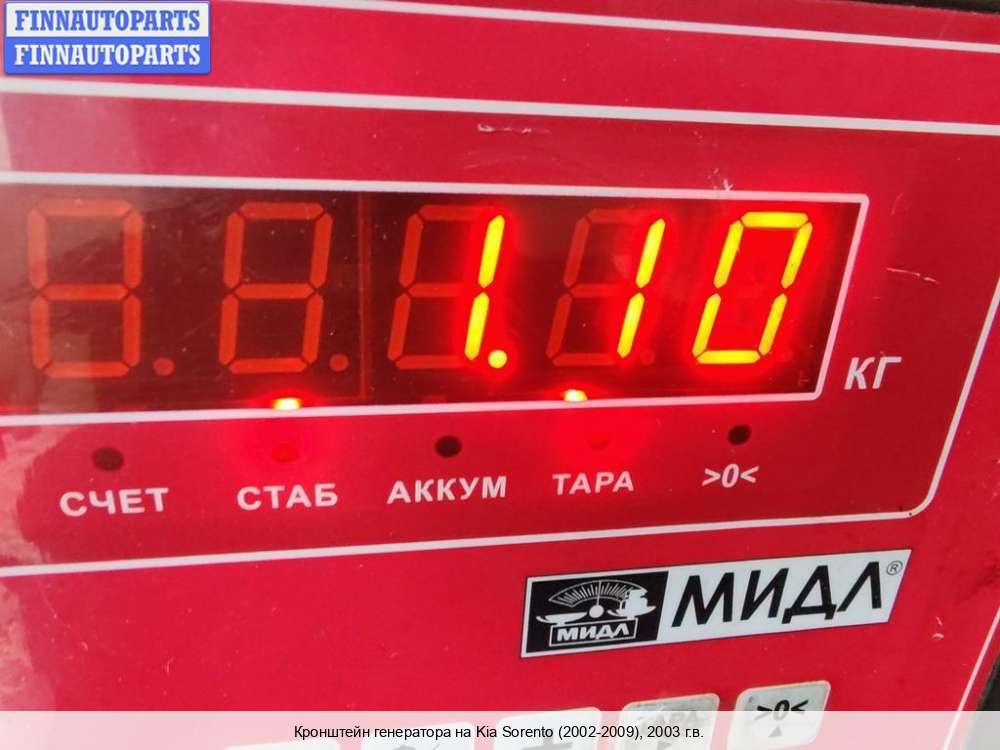 FINNAUTOPARTS
FINNAUTOPARTS
1.10
КГ
СЧЕТ СТАБ АККУМ ТАРА >0<
МИДЛ МИДЛ®
ТАРА >0<
Кронштейн генератора на Kia Sorento (2002-2009), 2003 г.в.